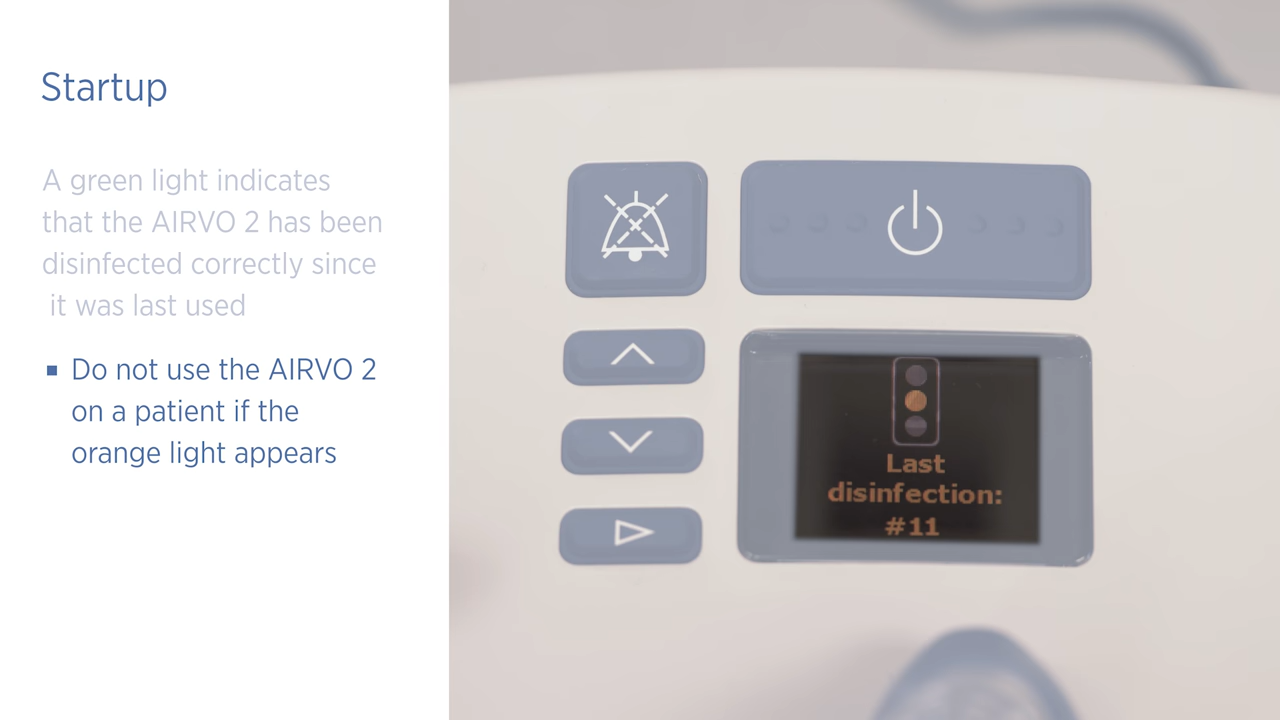 Startup
A green light indicates
that the AIRVO 2 has been
disinfected correctly since
it was last used
Do not use the AIRVO 2
on a patient if the
orange light appears
Last
disinfection:
#11